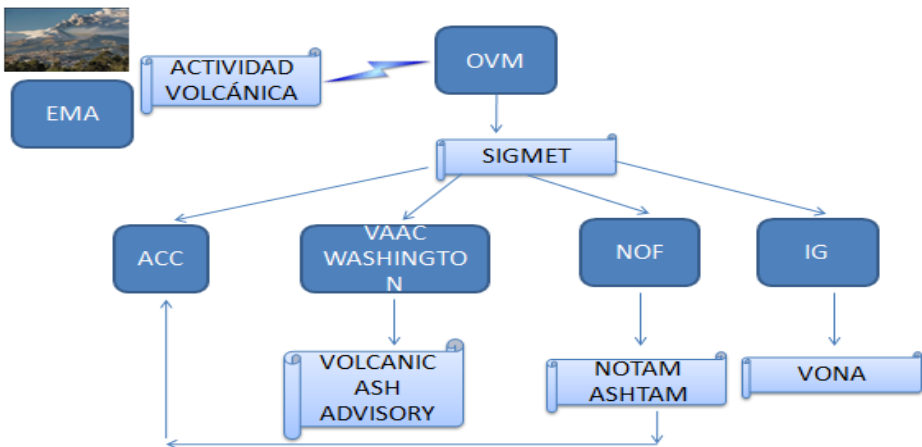 ACTIVIDAD
VOLCÁNICA
OVM
EMA
SIGMET
ACC
VAAC
WASHINGTO
N
NOF
IG
VOLCANIC
ASH
ADVISORY
NOTAM
ASHTAM
VONA